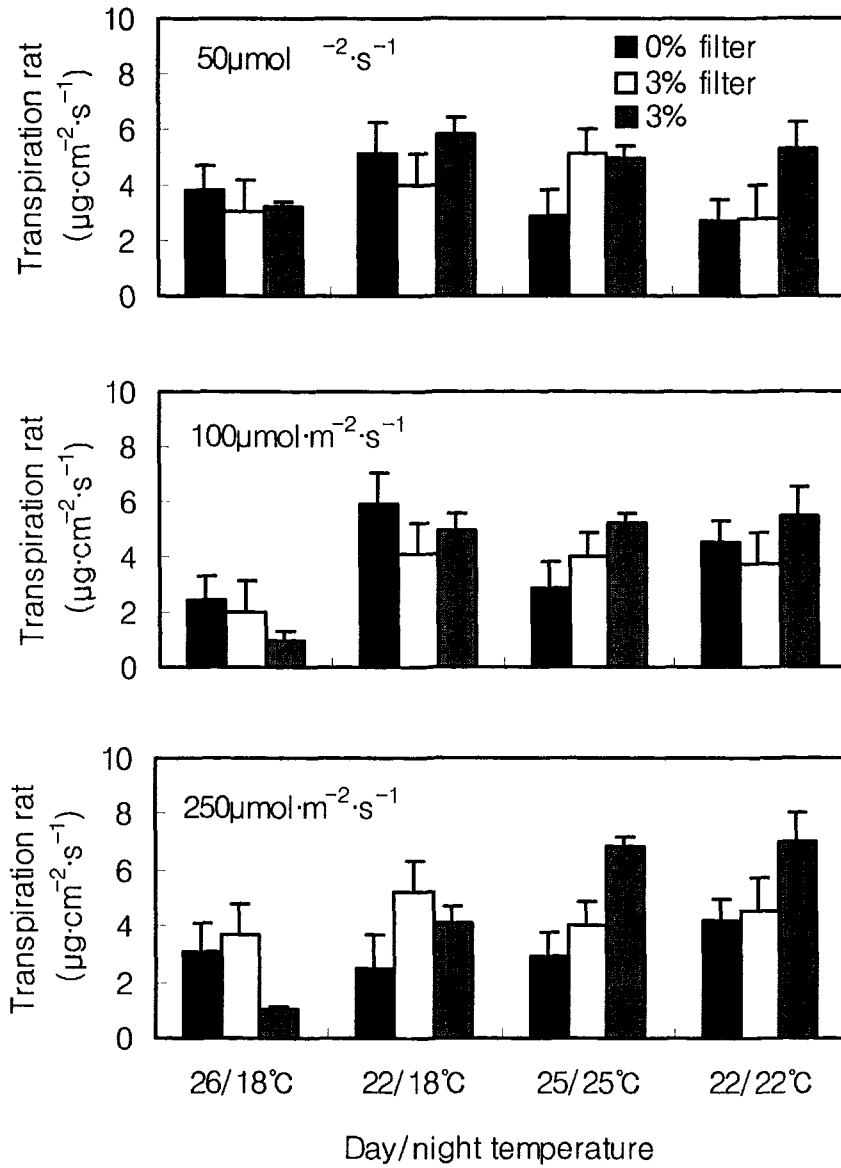 10
8
6
4
2
0
Transpiration rat
(µg·cm⁻²·s⁻¹)
50µmol ⁻²·s⁻¹
0% filter
3% filter
3%
10
8
6
4
2
0
Transpiration rat
(µg·cm⁻²·s⁻¹)
100µmol·m⁻²·s⁻¹
10
8
6
4
2
0
Transpiration rat
(µg·cm⁻²·s⁻¹)
250µmol·m⁻²·s⁻¹
26/18℃ 22/18℃ 25/25℃ 22/22℃
Day/night temperature